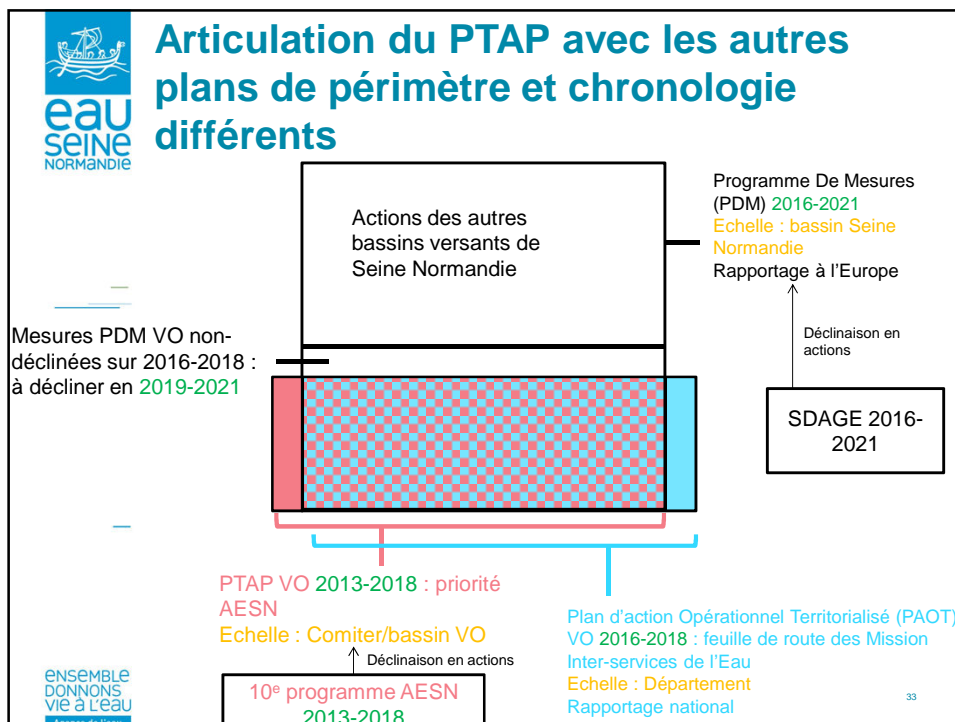 Articulation du PTAP avec les autres
plans de périmètre et chronologie
différents
eau
seine
normandie
Actions des autres
bassins versants de
Seine Normandie
Programme De Mesures
(PDM) 2016-2021
Echelle : bassin Seine
Normandie
Rapportage à l'Europe
Déclinaison en
actions
SDAGE 2016-
2021
Mesures PDM VO non-
déclinées sur 2016-2018 :
à décliner en 2019-2021
PTAP VO 2013-2018 : priorité
AESN
Echelle : Comiter/bassin VO
Déclinaison en actions
10e programme AESN
2013-2018
Plan d'action Opérationnel Territorialisé (PAOT)
VO 2016-2018 : feuille de route des Mission
Inter-services de l'Eau
Echelle : Département
Rapportage national
ensemble
donnons
vie à l'eau
Agence de l'eau
33